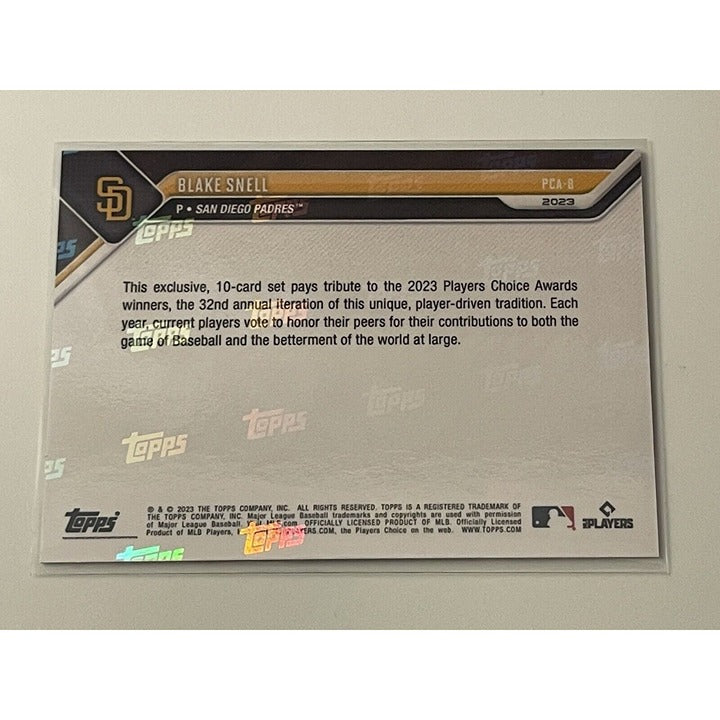 SD
BLAKE SNELL PCA-8
P • SAN DIEGO PADRES™ 2023
This exclusive, 10-card set pays tribute to the 2023 Players Choice Awards
winners, the 32nd annual iteration of this unique, player-driven tradition. Each
year, current players vote to honor their peers for their contributions to both the
game of Baseball and the betterment of the world at large.
® & © 2023 THE TOPPS COMPANY, INC. ALL RIGHTS RESERVED. TOPPS IS A REGISTERED TRADEMARK OF
THE TOPPS COMPANY, INC. Major League Baseball trademarks and copyrights are used with permission
of Major League Baseball. OFFICIALLY LICENSED PRODUCT OF MLB. Officially Licensed
Product of MLB Players, the Players Choice on the web. WWW.TOPPS.COM
TOPPS
PLAYERS